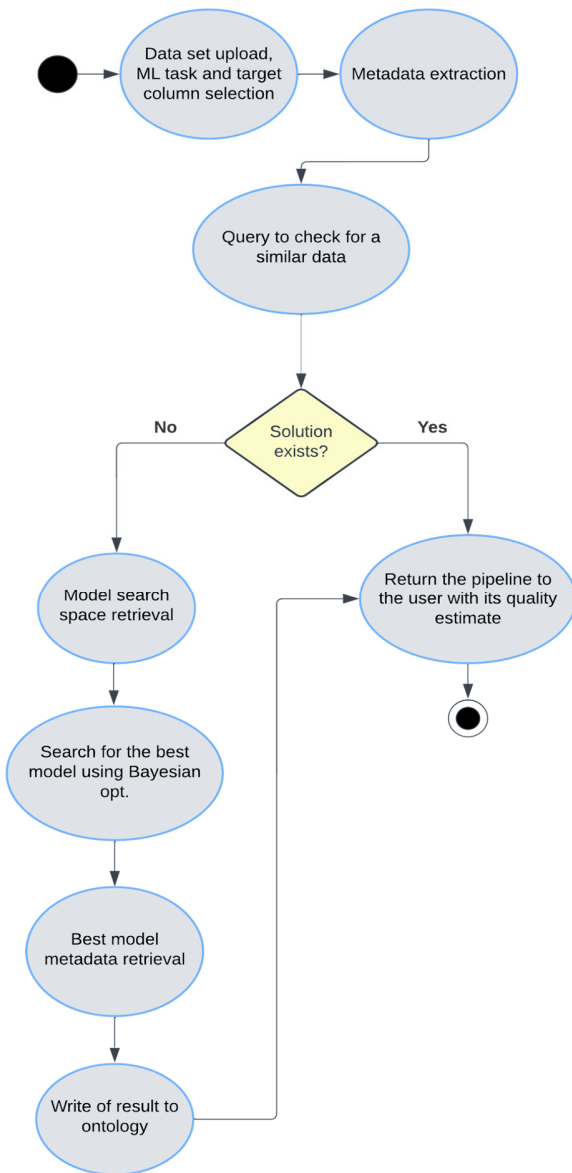 Data set upload,
ML task and target
column selection
Metadata extraction
Query to check for a
similar data
Solution
exists?
No
Yes
Model search
space retrieval
Return the pipeline to
the user with its quality
estimate
Search for the best
model using Bayesian
opt.
Best model
metadata retrieval
Write of result to
ontology